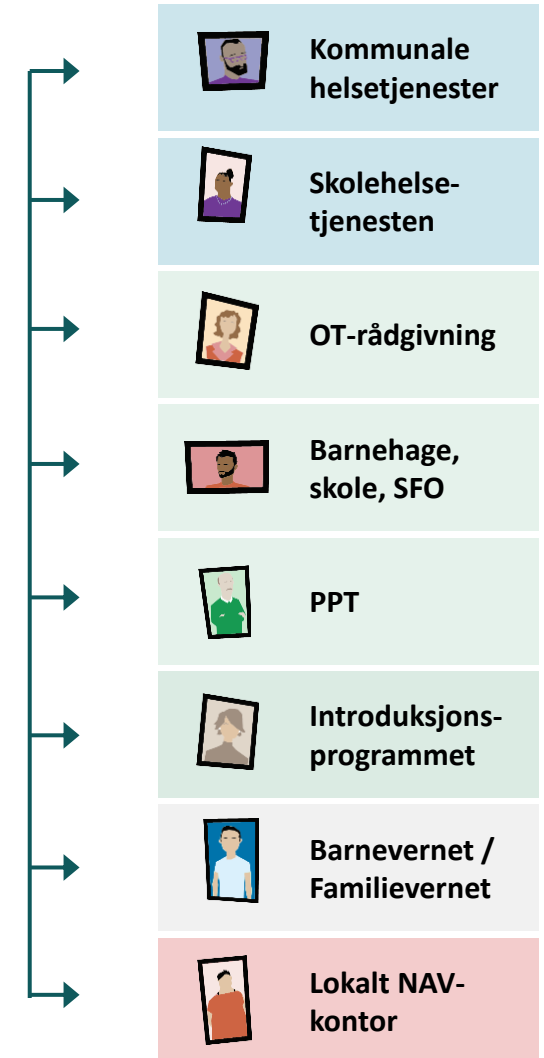 Kommunale
helsetjenester
Skolehelse-
tjenesten
OT-rådgivning
Barnehage,
skole, SFO
PPT
Introduksjons-
programmet
Barnevernet /
Familievernet
Lokalt NAV-
kontor